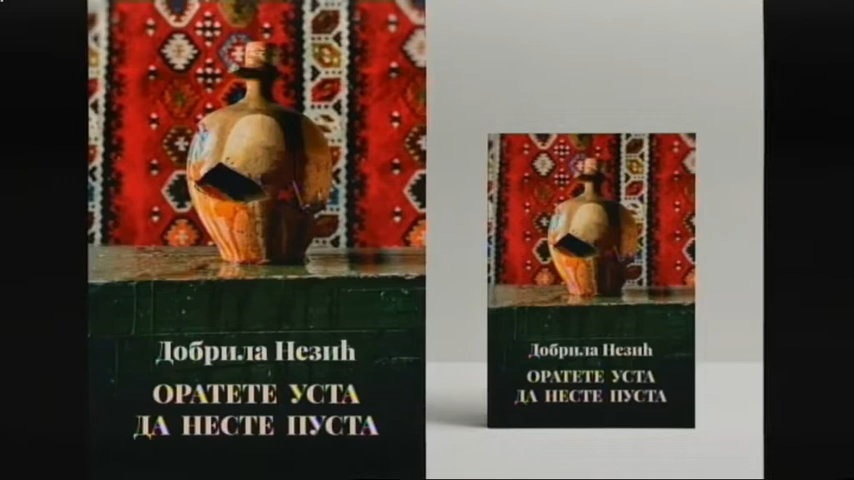 Добрила Незић
ОРАТЕТЕ УСТА
ДА НЕСТЕ ПУСТА
Добрила Незић
ОРАТЕТЕ УСТА
ДА НЕСТЕ ПУСТА